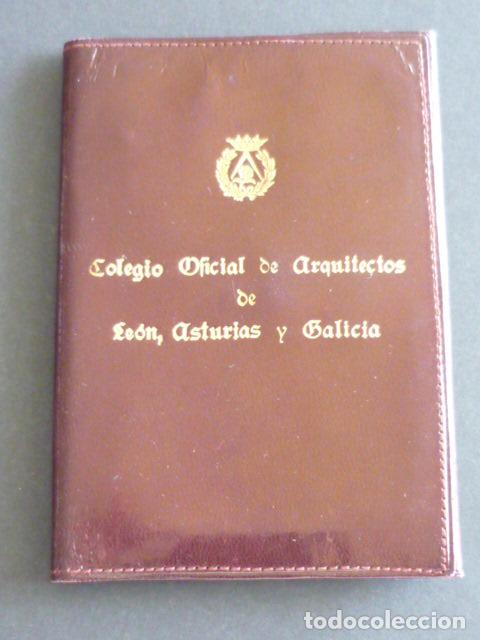 Colegio Oficial de Arquitectos
de
León, Asturias y Galicia
todocoleccion